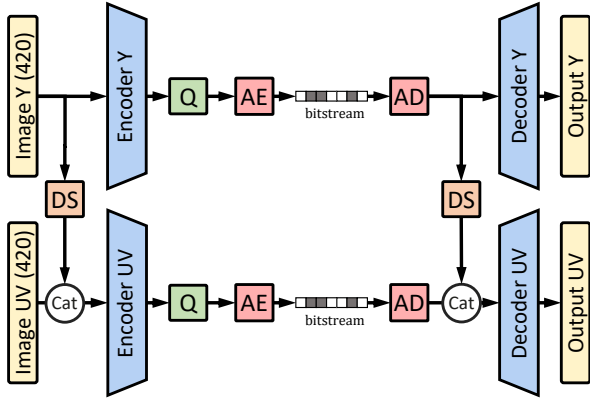 Image Y (420)
Encoder Y
Q
AE
bitstream
AD
Decoder Y
Output Y
DS
DS
Image UV (420)
Cat
Encoder UV
Q
AE
bitstream
AD
Cat
Decoder UV
Output UV